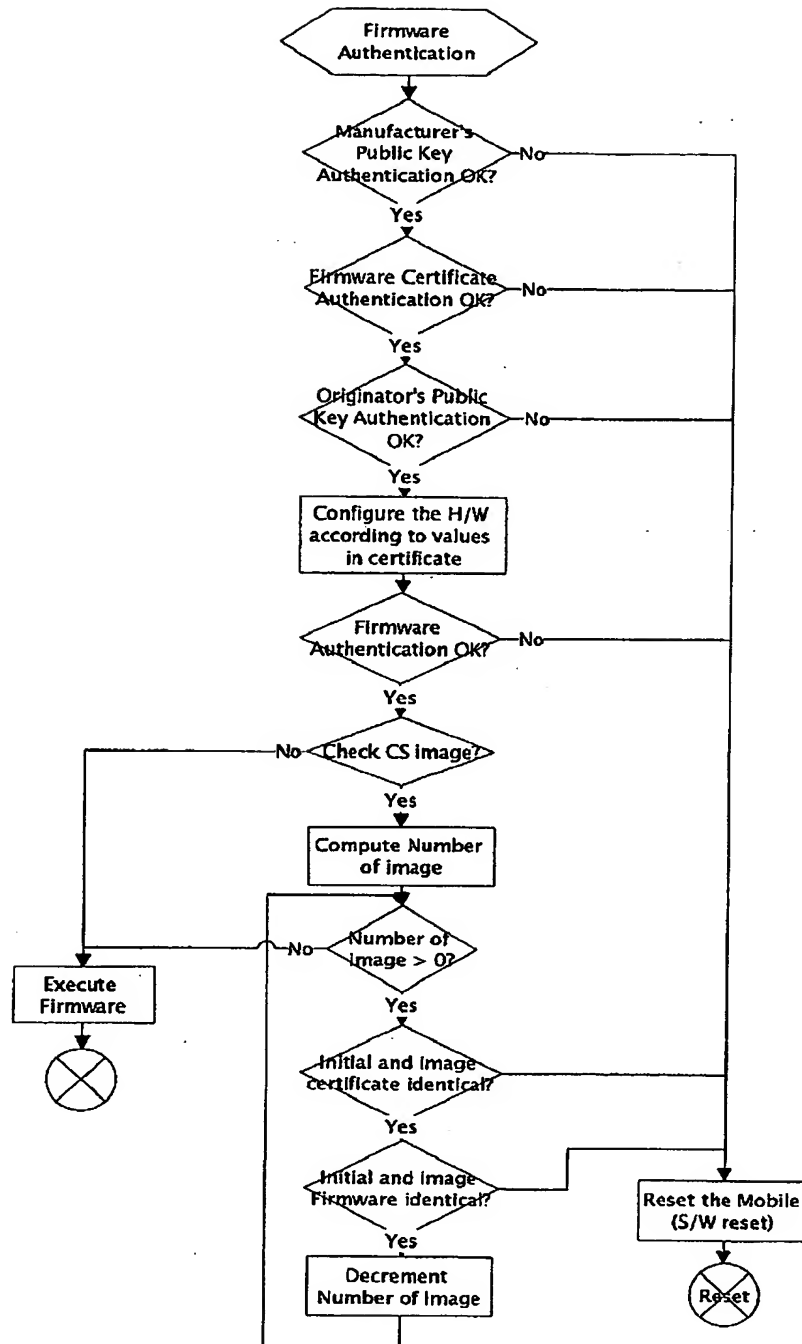 Firmware
Authentication
Manufacturer's
Public Key
Authentication OK?
No
Yes
Firmware Certificate
Authentication OK?
No
Yes
Originator's Public
Key Authentication
OK?
No
Yes
Configure the H/W
according to values
in certificate
Firmware
Authentication OK?
No
Yes
No
Check CS image?
Yes
Compute Number
of image
No
Number of
image > 0?
Yes
Execute
Firmware
Initial and image
certificate identical?
Yes
Initial and image
Firmware identical?
Yes
Reset the Mobile
(S/W reset)
Decrement
Number of Image
Reset